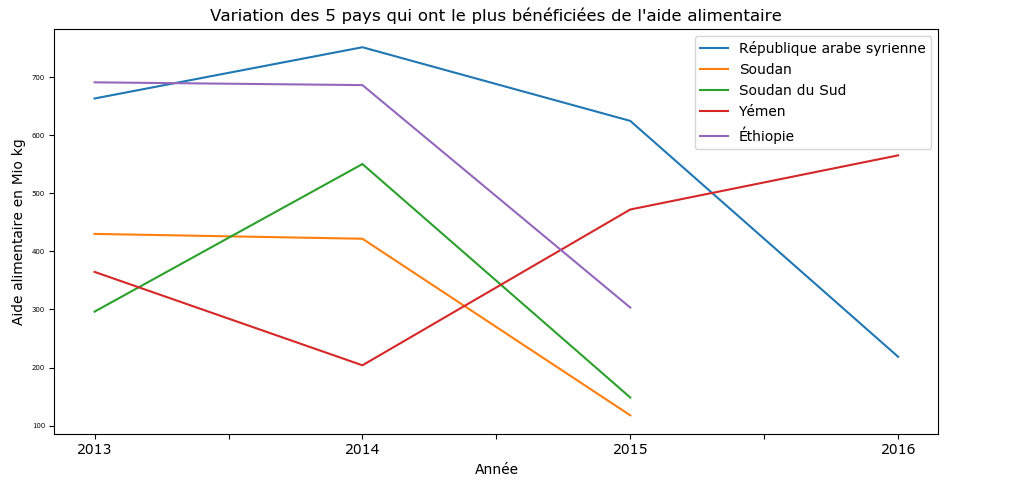 Variation des 5 pays qui ont le plus bénéficiées de l'aide alimentaire
République arabe syrienne
Soudan
Soudan du Sud
Yémen
Éthiopie
Aide alimentaire en Mio kg
700
600
500
400
300
200
100
2013 2014 2015 2016
Année